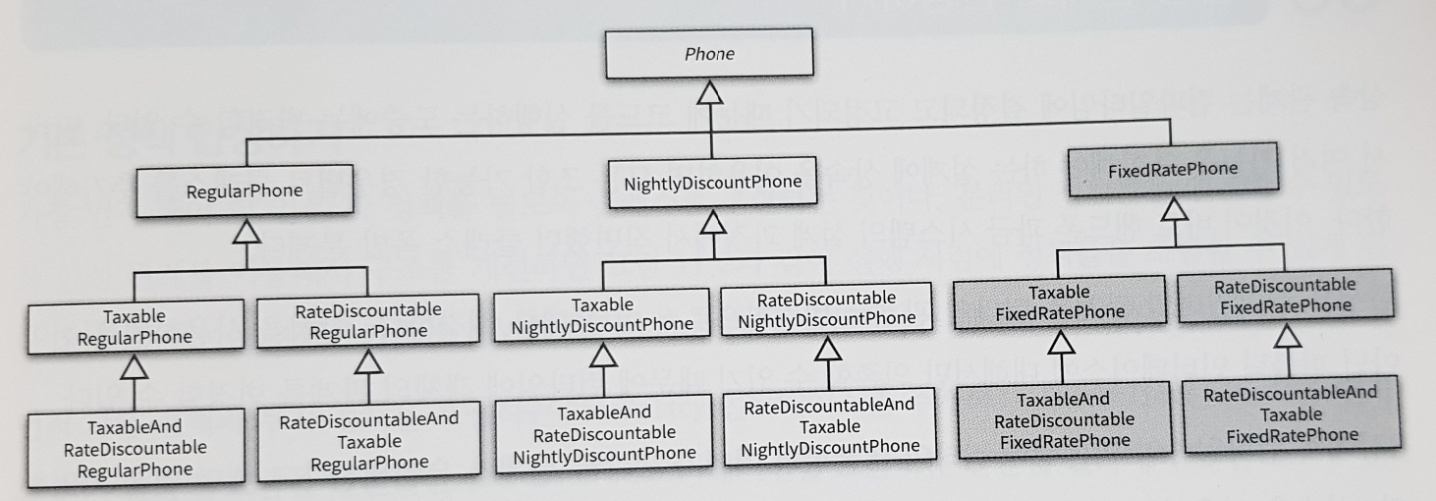 Phone
RegularPhone
NightlyDiscountPhone
FixedRatePhone
Taxable
RegularPhone
RateDiscountable
RegularPhone
Taxable
NightlyDiscountPhone
RateDiscountable
NightlyDiscountPhone
Taxable
FixedRatePhone
RateDiscountable
FixedRatePhone
TaxableAnd
RateDiscountable
RegularPhone
RateDiscountableAnd
Taxable
RegularPhone
TaxableAnd
RateDiscountable
NightlyDiscountPhone
RateDiscountableAnd
Taxable
NightlyDiscountPhone
TaxableAnd
RateDiscountable
FixedRatePhone
RateDiscountableAnd
Taxable
FixedRatePhone